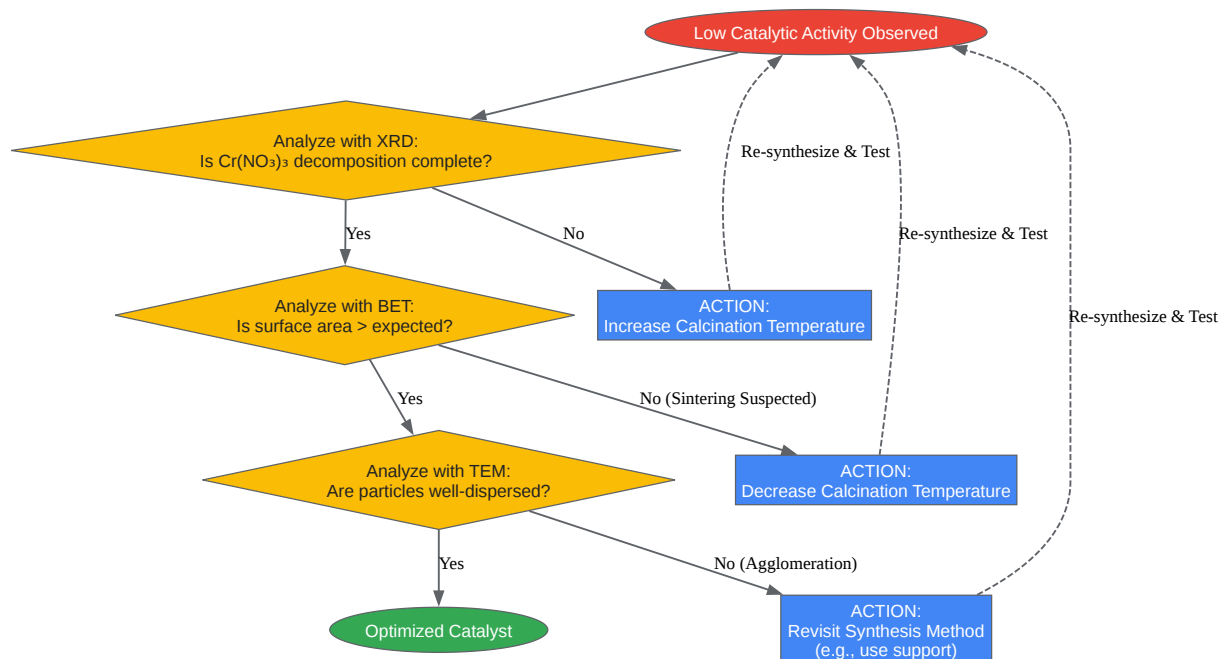 Low Catalytic Activity Observed
Analyze with XRD:
Is Cr(NO₃)₃ decomposition complete?
Re-synthesize & Test
Re-synthesize & Test
Re-synthesize & Test
Yes
No
Analyze with BET:
Is surface area > expected?
ACTION:
Increase Calcination Temperature
Yes
No (Sintering Suspected)
Analyze with TEM:
Are particles well-dispersed?
ACTION:
Decrease Calcination Temperature
Yes
No (Agglomeration)
Optimized Catalyst
ACTION:
Revisit Synthesis Method
(e.g., use support)